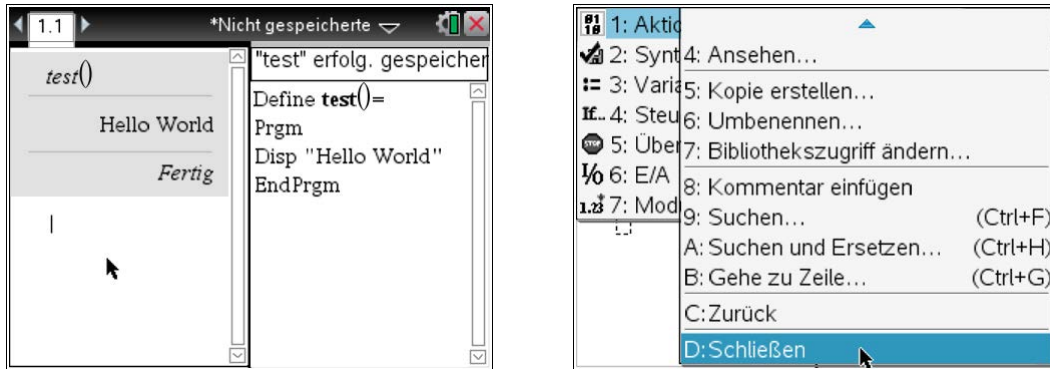 1.1 *Nicht gespeicherte
test()
Hello World
Fertig
"test" erfolg. gespeicher
Define test()=
Prgm
Disp "Hello World"
EndPrgm
1: Aktio
2: Synt
3: Varia
If.. 4: Steu
5: Über
I/o 6: E/A
1.23 7: Mod
4: Ansehen...
5: Kopie erstellen...
6: Umbenennen...
7: Bibliothekszugriff ändern...
8: Kommentar einfügen
9: Suchen... (Ctrl+F)
A: Suchen und Ersetzen... (Ctrl+H)
B: Gehe zu Zeile... (Ctrl+G)
C: Zurück
D: Schließen